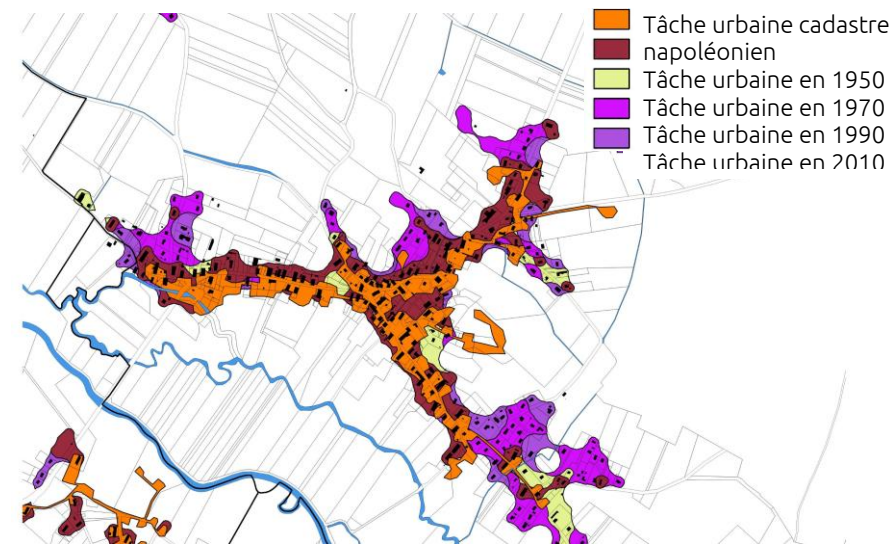 Tâche urbaine cadastre
napoléonien
Tâche urbaine en 1950
Tâche urbaine en 1970
Tâche urbaine en 1990
Tâche urbaine en 2010